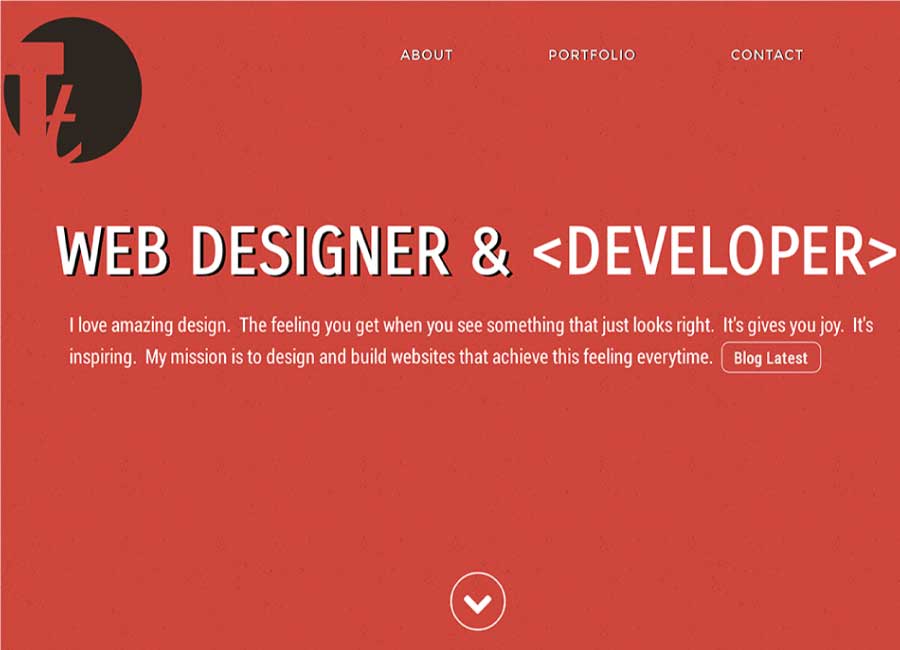 ABOUT PORTFOLIO CONTACT
WEB DESIGNER & <DEVELOPER>
I love amazing design.  The feeling you get when you see something that just looks right.  It's gives you joy.  It's
inspiring.  My mission is to design and build websites that achieve this feeling everytime. Blog Latest